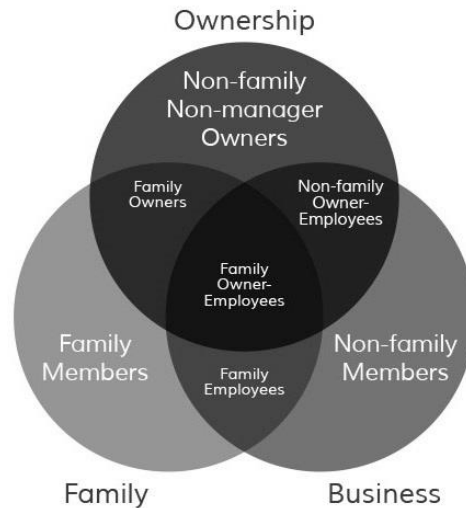 Ownership
Non-family
Non-manager
Owners
Family
Owners
Non-family
Owner-
Employees
Family
Owner-
Employees
Family
Members
Family
Employees
Non-family
Members
Family
Business